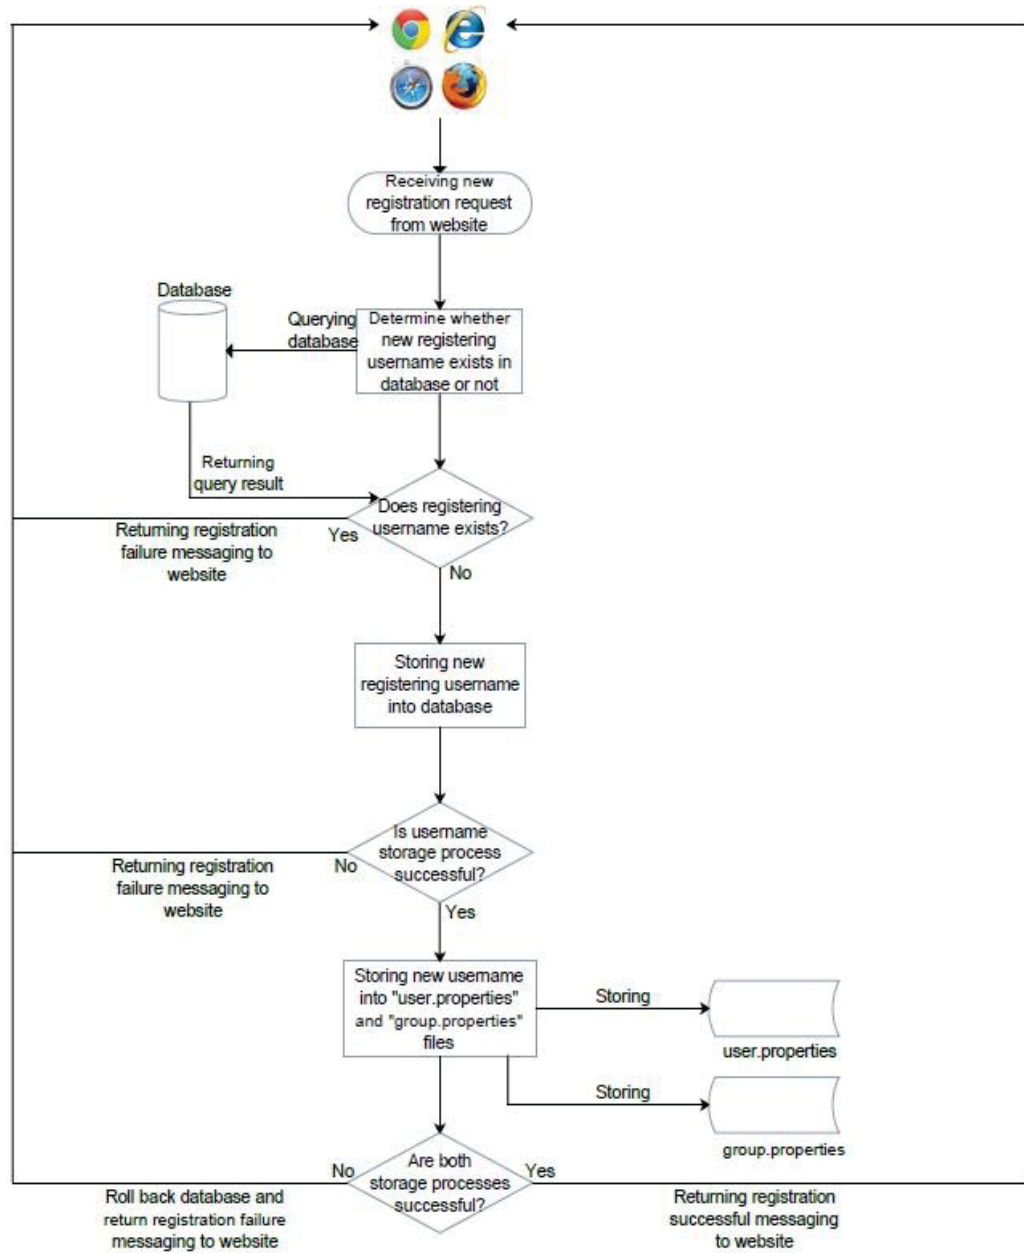 Receiving new
registration request
from website
Database
Querying
database
Determine whether
new registering
username exists in
database or not
Returning
query result
Does registering
username exists?
Yes
Returning registration
failure messaging to
website
No
Storing new
registering username
into database
Is username
storage process
successful?
No
Returning registration
failure messaging to
website
Yes
Storing new username
into "user.properties"
and "group.properties"
files
Storing
user.properties
Storing
group.properties
Are both
storage processes
successful?
No
Yes
Roll back database and
return registration failure
messaging to website
Returning registration
successful messaging
to website